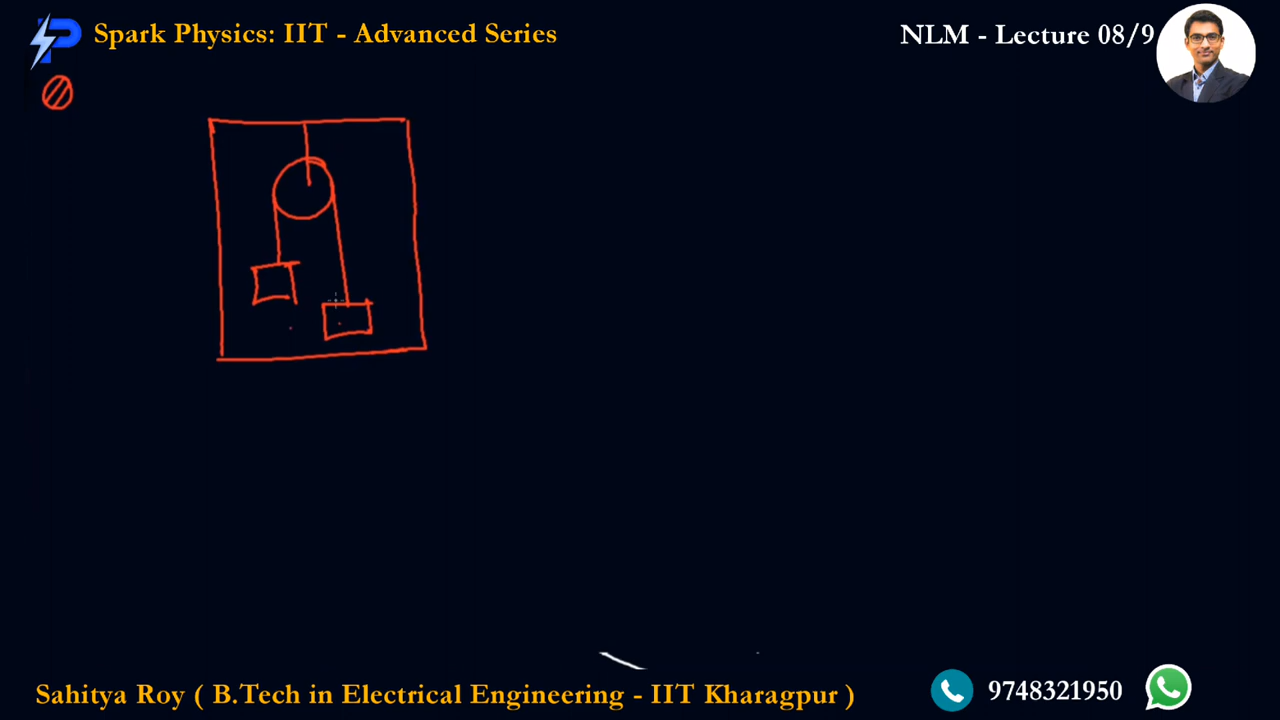 Spark Physics: IIT - Advanced Series
NLM - Lecture 08/9
Sahitya Roy ( B.Tech in Electrical Engineering - IIT Kharagpur )
9748321950